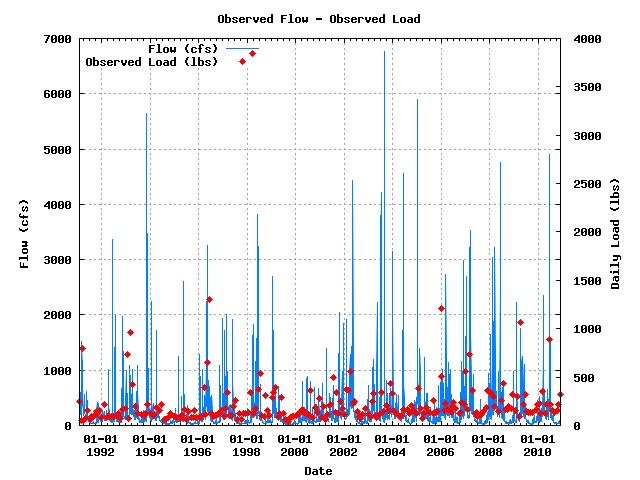 Observed Flow - Observed Load
Flow (cfs)
Observed Load (lbs)
7000
6000
5000
4000
3000
2000
1000
0
Flow (cfs)
4000
3500
3000
2500
2000
1500
1000
500
0
Daily Load (lbs)
01-01 01-01 01-01 01-01 01-01 01-01 01-01 01-01 01-01 01-01
1992 1994 1996 1998 2000 2002 2004 2006 2008 2010
Date